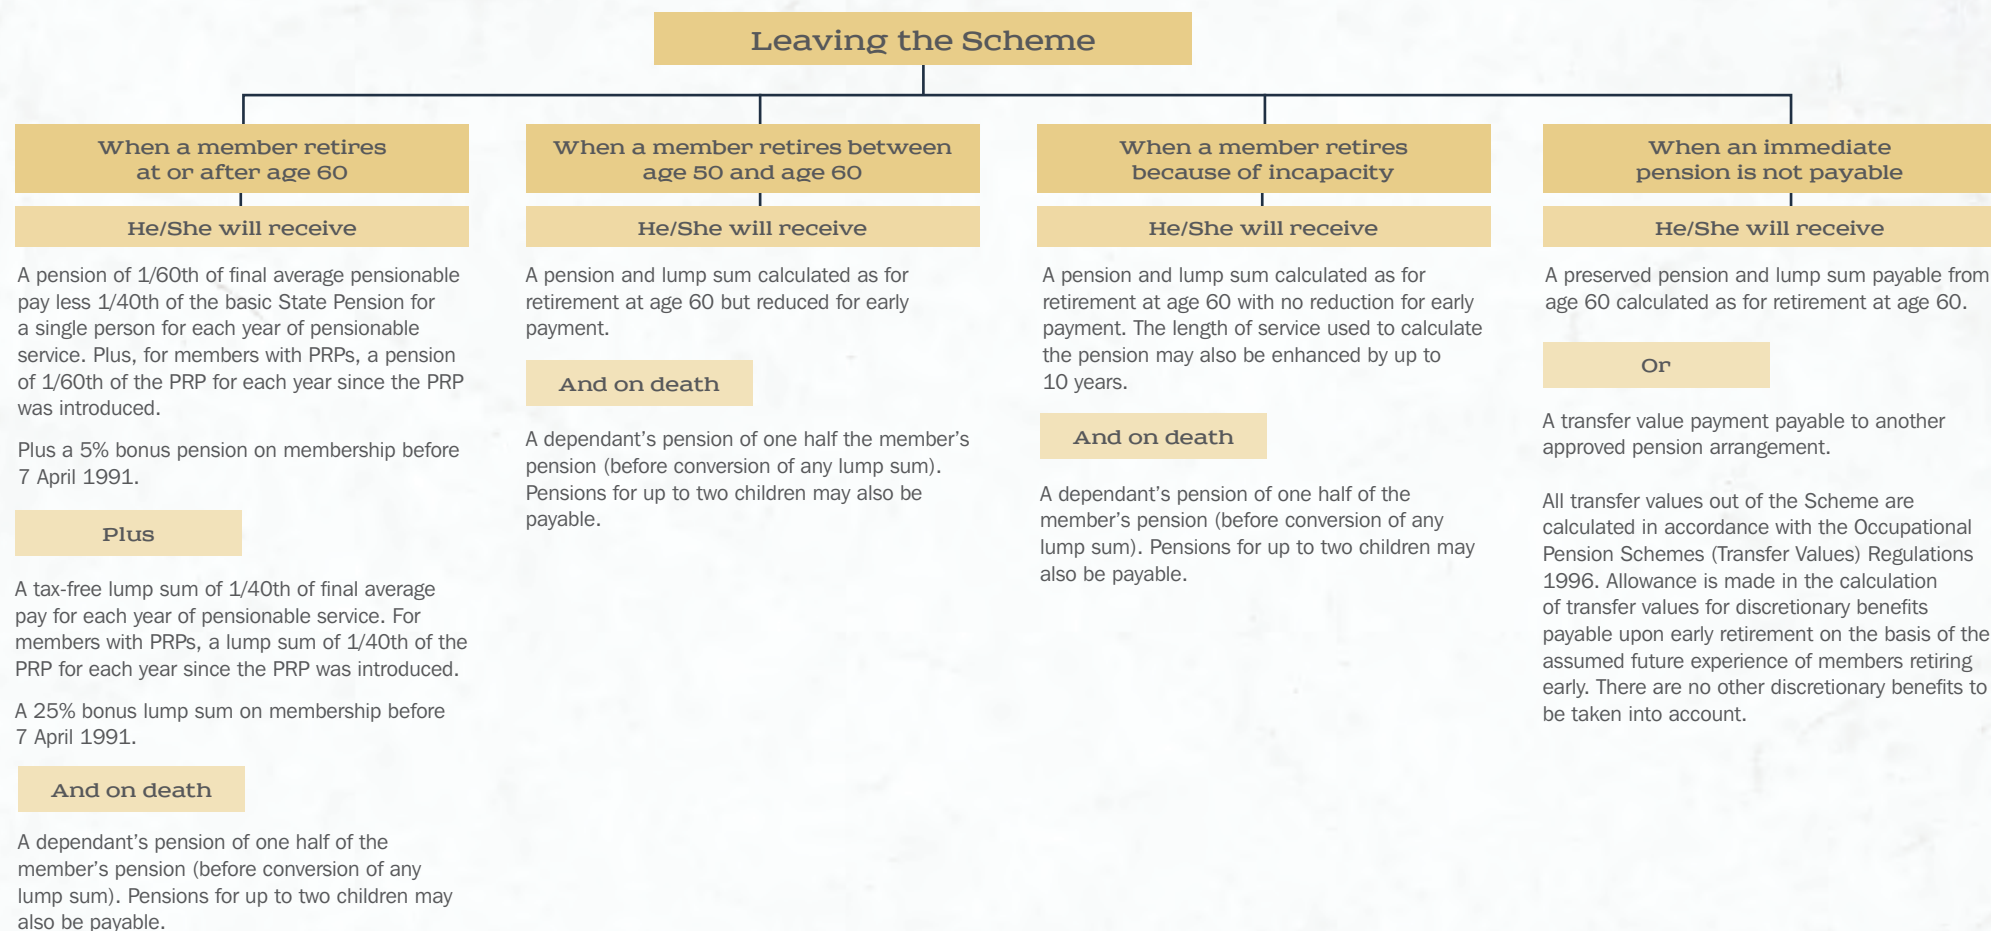 Leaving the Scheme
When a member retires
at or after age 60
He/She will receive
A pension of 1/60th of final average pensionable
pay less 1/40th of the basic State Pension for
a single person for each year of pensionable
service. Plus, for members with PRPs, a pension
of 1/60th of the PRP for each year since the PRP
was introduced.
Plus a 5% bonus pension on membership before
7 April 1991.
Plus
A tax-free lump sum of 1/40th of final average
pay for each year of pensionable service. For
members with PRPs, a lump sum of 1/40th of the
PRP for each year since the PRP was introduced.
A 25% bonus lump sum on membership before
7 April 1991.
And on death
A dependant’s pension of one half of the
member’s pension (before conversion of any
lump sum). Pensions for up to two children may
also be payable.
When a member retires between
age 50 and age 60
He/She will receive
A pension and lump sum calculated as for
retirement at age 60 but reduced for early
payment.
And on death
A dependant’s pension of one half the member’s
pension (before conversion of any lump sum).
Pensions for up to two children may also be
payable.
When a member retires
because of incapacity
He/She will receive
A pension and lump sum calculated as for
retirement at age 60 with no reduction for early
payment. The length of service used to calculate
the pension may also be enhanced by up to
10 years.
And on death
A dependant’s pension of one half of the
member’s pension (before conversion of any
lump sum). Pensions for up to two children may
also be payable.
When an immediate
pension is not payable
He/She will receive
A preserved pension and lump sum payable from
age 60 calculated as for retirement at age 60.
Or
A transfer value payment payable to another
approved pension arrangement.
All transfer values out of the Scheme are
calculated in accordance with the Occupational
Pension Schemes (Transfer Values) Regulations
1996. Allowance is made in the calculation
of transfer values for discretionary benefits
payable upon early retirement on the basis of the
assumed future experience of members retiring
early. There are no other discretionary benefits to
be taken into account.